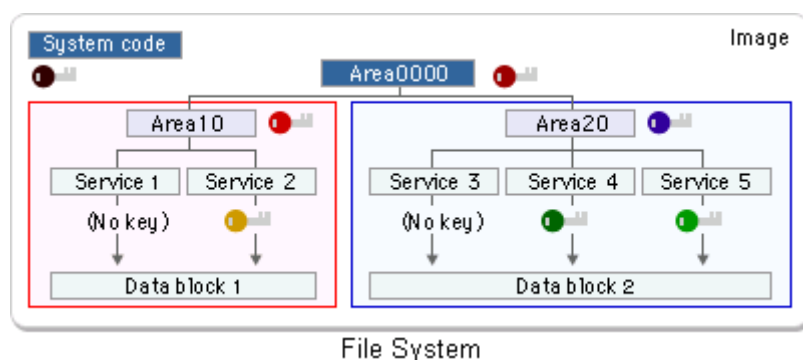 System code
Image
Area0000
Area10
Area20
Service 1
Service 2
Service 3
Service 4
Service 5
(No key)
(No key)
Data block 1
Data block 2
File System